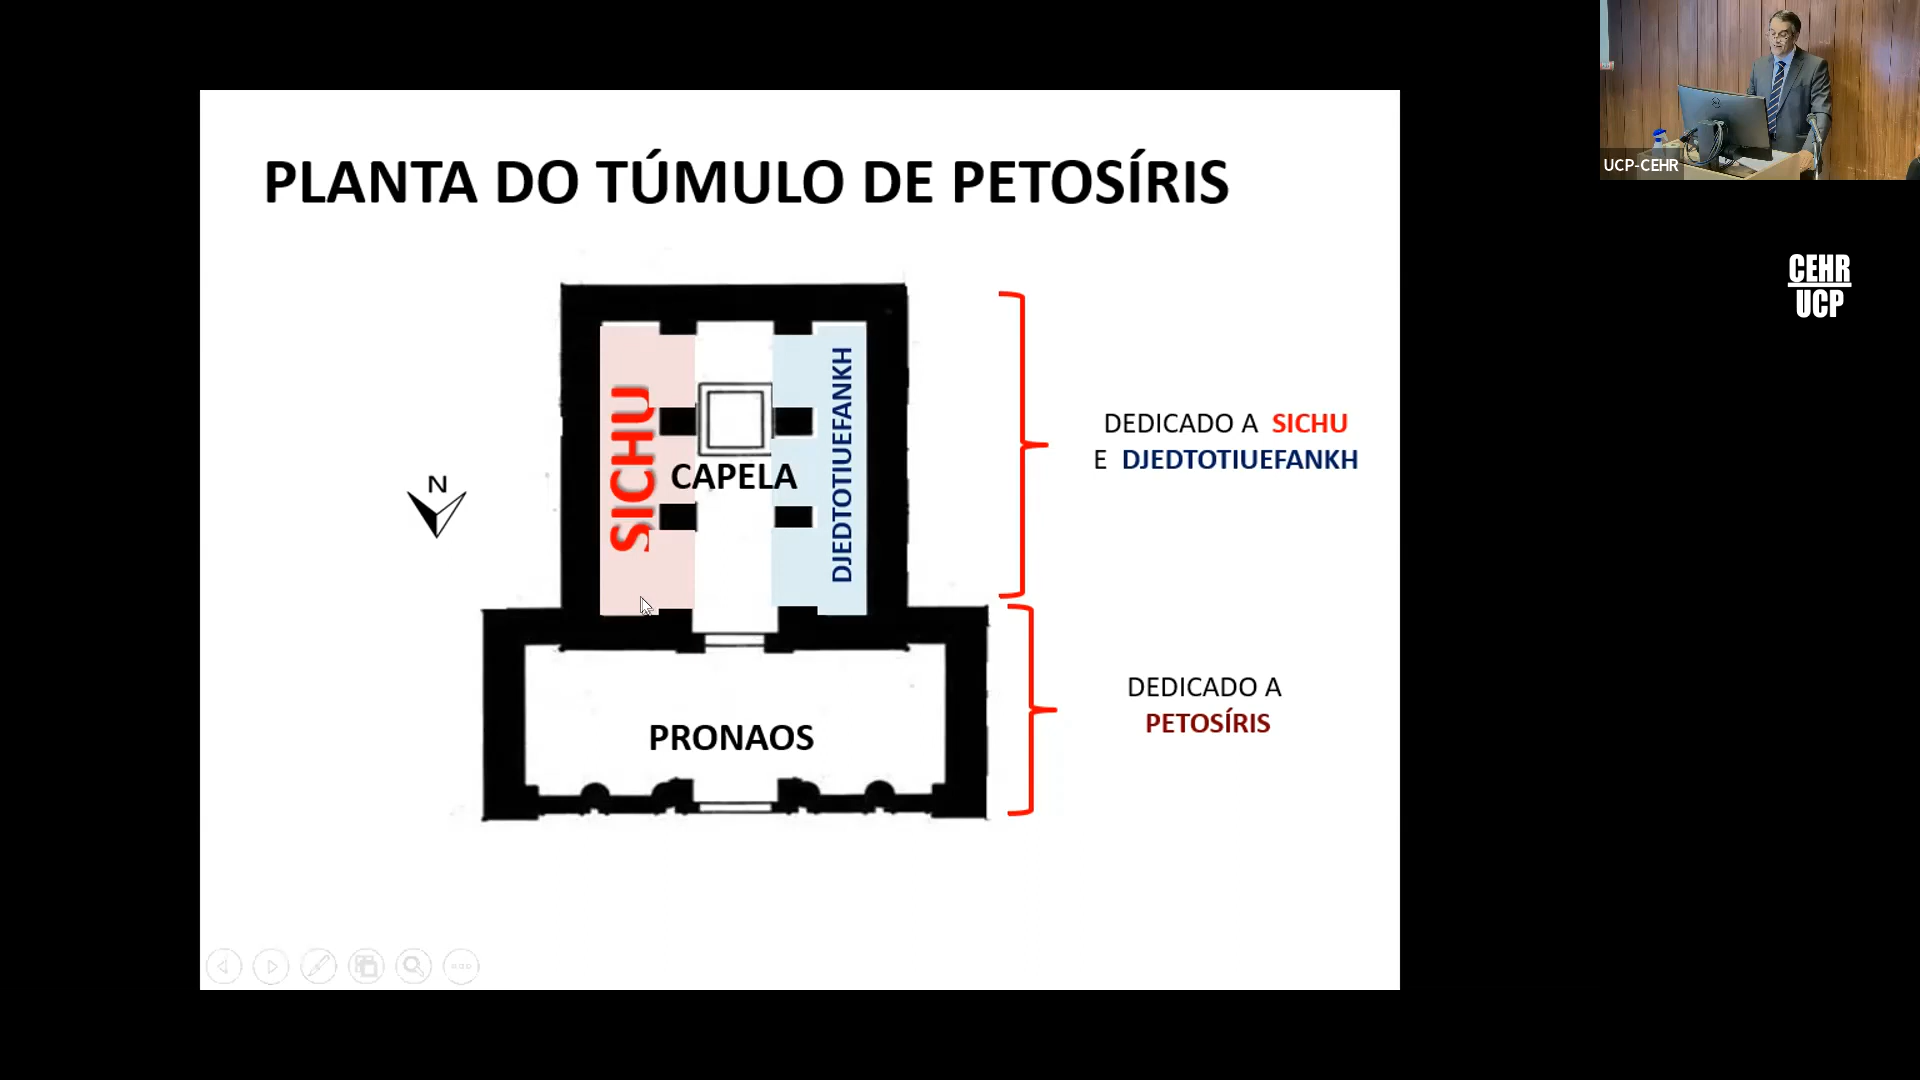 PLANTA DO TÚMULO DE PETOSÍRIS
SICHU
CAPELA
DJEDTOTIUEFANKH
N
DEDICADO A SICHU
E DJEDTOTIUEFANKH
PRONAOS
DEDICADO A
PETOSÍRIS
UCP-CEHR
CEHR
UCP